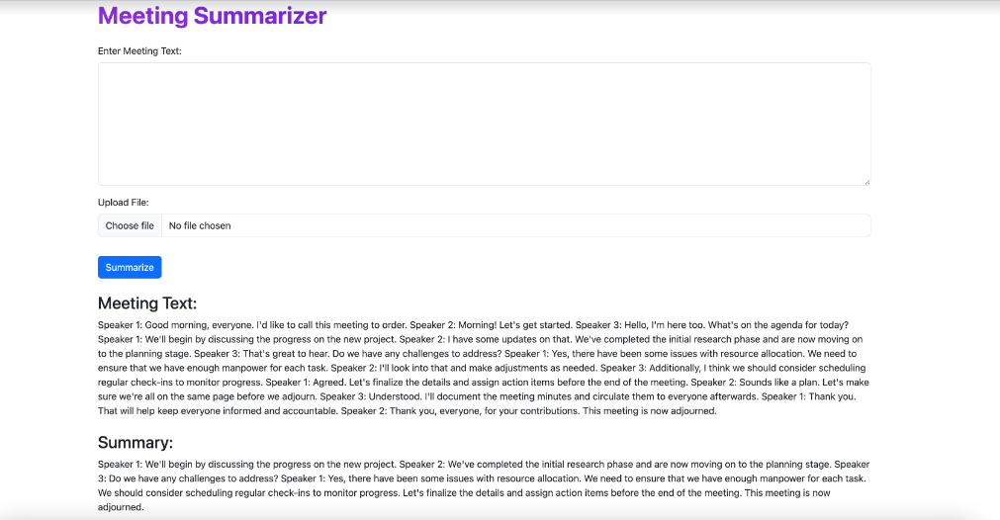 Meeting Summarizer
Enter Meeting Text:
Upload File:
Choose file No file chosen
Summarize
Meeting Text:
Speaker 1: Good morning, everyone. I'd like to call this meeting to order. Speaker 2: Morning! Let's get started. Speaker 3: Hello, I'm here too. What's on the agenda for today?
Speaker 1: We'll begin by discussing the progress on the new project. Speaker 2: I have some updates on that. We've completed the initial research phase and are now moving on
to the planning stage. Speaker 3: That's great to hear. Do we have any challenges to address? Speaker 1: Yes, there have been some issues with resource allocation. We need to
ensure that we have enough manpower for each task. Speaker 2: I'll look into that and make adjustments as needed. Speaker 3: Additionally, I think we should consider scheduling
regular check-ins to monitor progress. Speaker 1: Agreed. Let's finalize the details and assign action items before the end of the meeting. Speaker 2: Sounds like a plan. Let's make
sure we're all on the same page before we adjourn. Speaker 3: Understood. I'll document the meeting minutes and circulate them to everyone afterwards. Speaker 1: Thank you.
That will help keep everyone informed and accountable. Speaker 2: Thank you, everyone, for your contributions. This meeting is now adjourned.
Summary:
Speaker 1: We'll begin by discussing the progress on the new project. Speaker 2: We've completed the initial research phase and are now moving on to the planning stage. Speaker
3: Do we have any challenges to address? Speaker 1: Yes, there have been some issues with resource allocation. We need to ensure that we have enough manpower for each task.
We should consider scheduling regular check-ins to monitor progress. Let's finalize the details and assign action items before the end of the meeting. This meeting is now
adjourned.